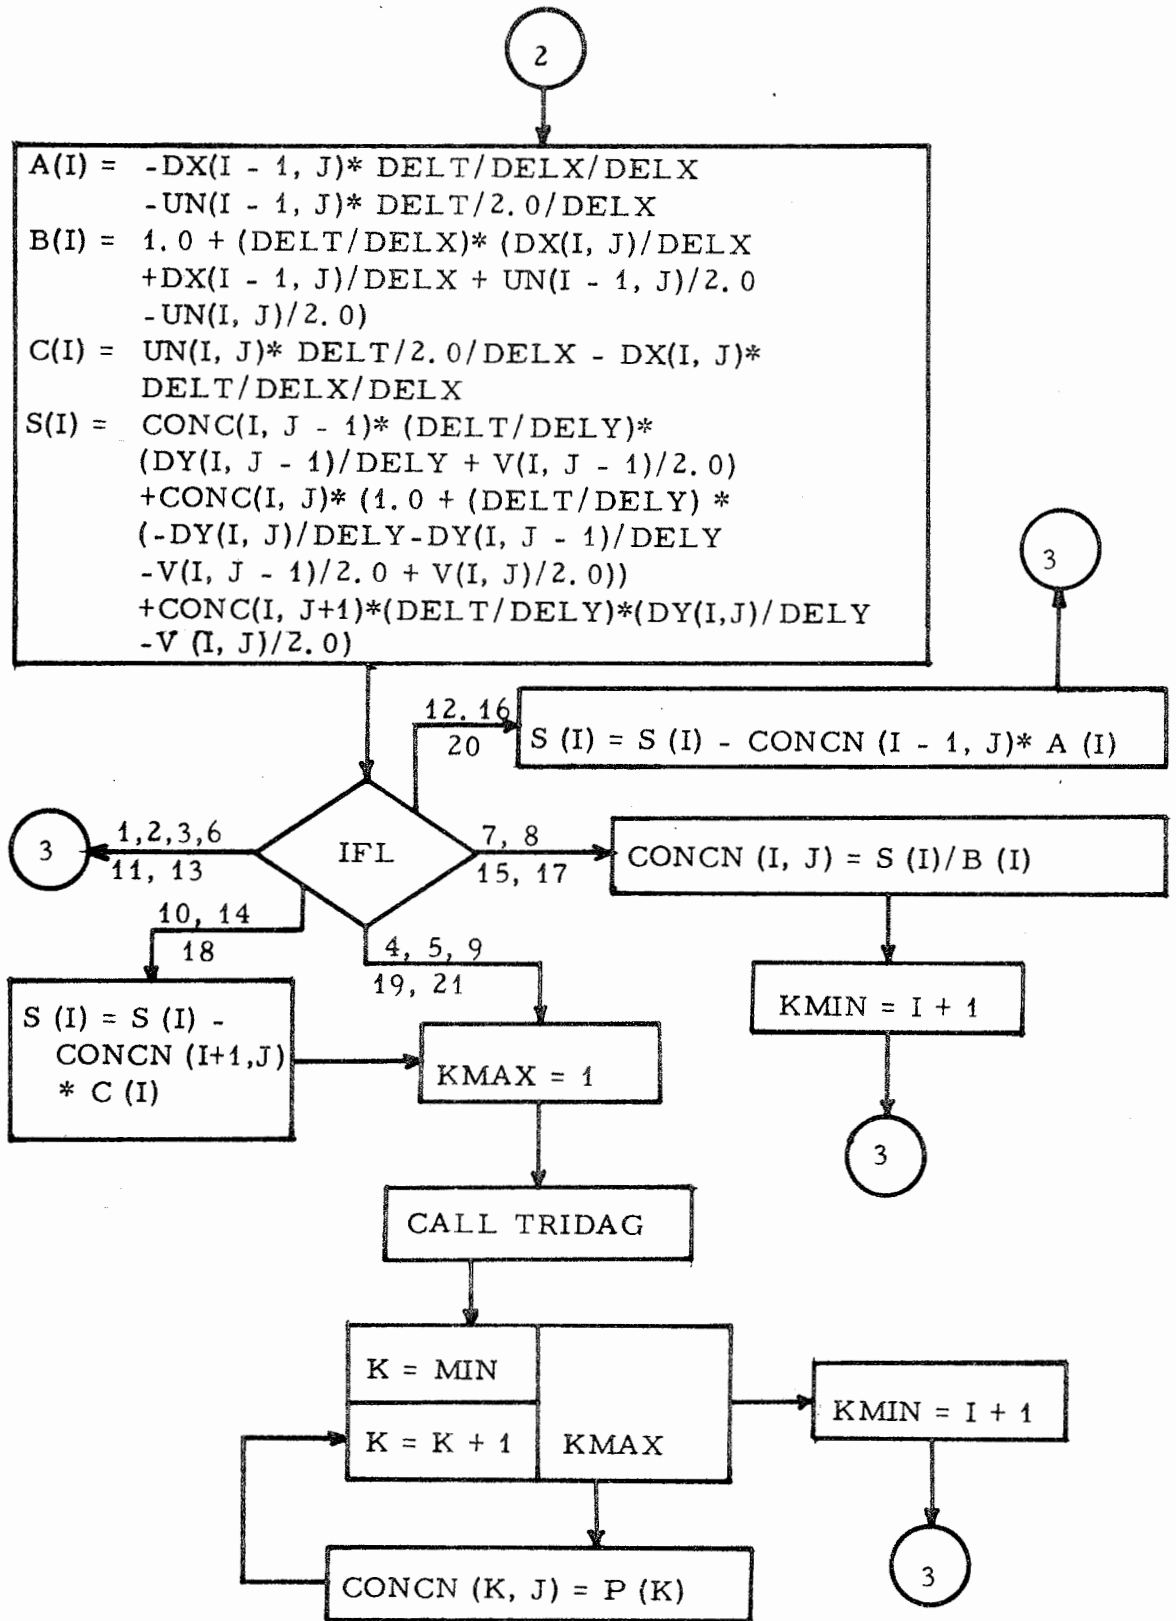 2
A(I) = -DX(I - 1, J)* DELT/DELX/DELX
-UN(I - 1, J)* DELT/2.0/DELX
B(I) = 1.0 + (DELT/DELX)* (DX(I, J)/DELX
+DX(I - 1, J)/DELX + UN(I - 1, J)/2.0
-UN(I, J)/2.0)
C(I) = UN(I, J)* DELT/2.0/DELX - DX(I, J)*
DELT/DELX/DELX
S(I) = CONC(I, J - 1)* (DELT/DELY)*
(DY(I, J - 1)/DELY + V(I, J - 1)/2.0)
+CONC(I, J)* (1.0 + (DELT/DELY) *
(-DY(I, J)/DELY-DY(I, J - 1)/DELY
-V(I, J - 1)/2.0 + V(I, J)/2.0))
+CONC(I, J+1)*(DELT/DELY)*(DY(I,J)/DELY
-V (I, J)/2.0)
3
12. 16
20
S (I) = S (I) - CONCN (I - 1, J)* A (I)
3
1,2,3,6
11, 13
IFL
7, 8
15, 17
CONCN (I, J) = S (I)/B (I)
10, 14
18
4, 5, 9
19, 21
KMIN = I + 1
S (I) = S (I) -
CONCN (I+1,J)
* C (I)
KMAX = 1
3
CALL TRIDAG
K = MIN
K = K + 1
KMAX
KMIN = I + 1
CONCN (K, J) = P (K)
3